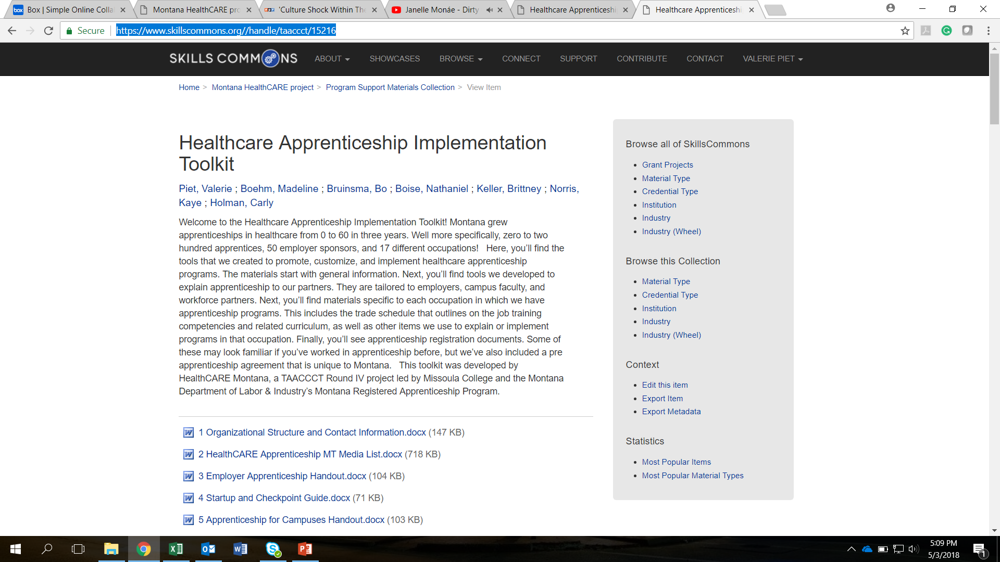 Box | Simple Online Colla
Montana HealthCARE pro
'Culture Shock Within The
Janelle Monáe - Dirty
Healthcare Apprenticeshi
Healthcare Apprenticeshi
Secure
https://www.skillscommons.org//handle/taaccct/15216
SKILLS COMMONS
ABOUT
SHOWCASES
BROWSE
CONNECT
SUPPORT
CONTRIBUTE
CONTACT
VALERIE PIET
Home > Montana HealthCARE project > Program Support Materials Collection > View Item
Healthcare Apprenticeship Implementation
Toolkit
Piet, Valerie ; Boehm, Madeline ; Bruinsma, Bo ; Boise, Nathaniel ; Keller, Brittney ; Norris,
Kaye ; Holman, Carly
Welcome to the Healthcare Apprenticeship Implementation Toolkit! Montana grew
apprenticeships in healthcare from 0 to 60 in three years. Well more specifically, zero to two
hundred apprentices, 50 employer sponsors, and 17 different occupations!   Here, you'll find the
tools that we created to promote, customize, and implement healthcare apprenticeship
programs. The materials start with general information. Next, you'll find tools we developed to
explain apprenticeship to our partners. They are tailored to employers, campus faculty, and
workforce partners. Next, you'll find materials specific to each occupation in which we have
apprenticeship programs. This includes the trade schedule that outlines on the job training
competencies and related curriculum, as well as other items we use to explain or implement
programs in that occupation. Finally, you'll see apprenticeship registration documents. Some of
these may look familiar if you've worked in apprenticeship before, but we've also included a pre
apprenticeship agreement that is unique to Montana.   This toolkit was developed by
HealthCARE Montana, a TAACCCT Round IV project led by Missoula College and the Montana
Department of Labor & Industry's Montana Registered Apprenticeship Program.
1 Organizational Structure and Contact Information.docx (147 KB)
2 HealthCARE Apprenticeship MT Media List.docx (718 KB)
3 Employer Apprenticeship Handout.docx (104 KB)
4 Startup and Checkpoint Guide.docx (71 KB)
5 Apprenticeship for Campuses Handout.docx (103 KB)
Browse all of SkillsCommons
Grant Projects
Material Type
Credential Type
Institution
Industry
Industry (Wheel)
Browse this Collection
Material Type
Credential Type
Institution
Industry
Industry (Wheel)
Context
Edit this item
Export Item
Export Metadata
Statistics
Most Popular Items
Most Popular Material Types
5:09 PM
5/3/2018
1